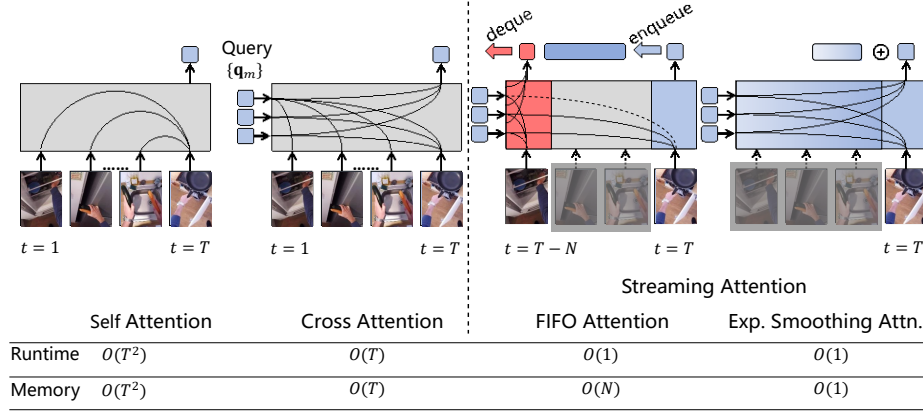 deque
enqueue
Query
{𝐪ₘ}
......
......
t = 1
t = T
t = 1
t = T
t = T − N
t = T
t = T
Streaming Attention
Self Attention
Cross Attention
FIFO Attention
Exp. Smoothing Attn.
Runtime O(T²) O(T) O(1) O(1)
Memory O(T²) O(T) O(N) O(1)